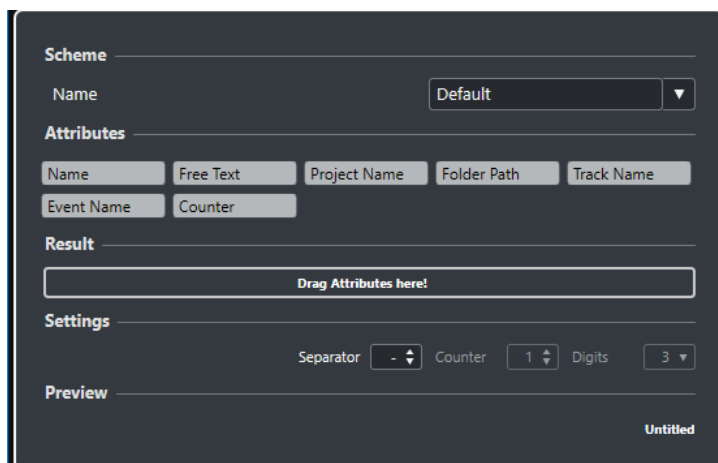 Scheme
Name Default
Attributes
Name Free Text Project Name Folder Path Track Name
Event Name Counter
Result
Drag Attributes here!
Settings
Separator - Counter 1 Digits 3
Preview
Untitled